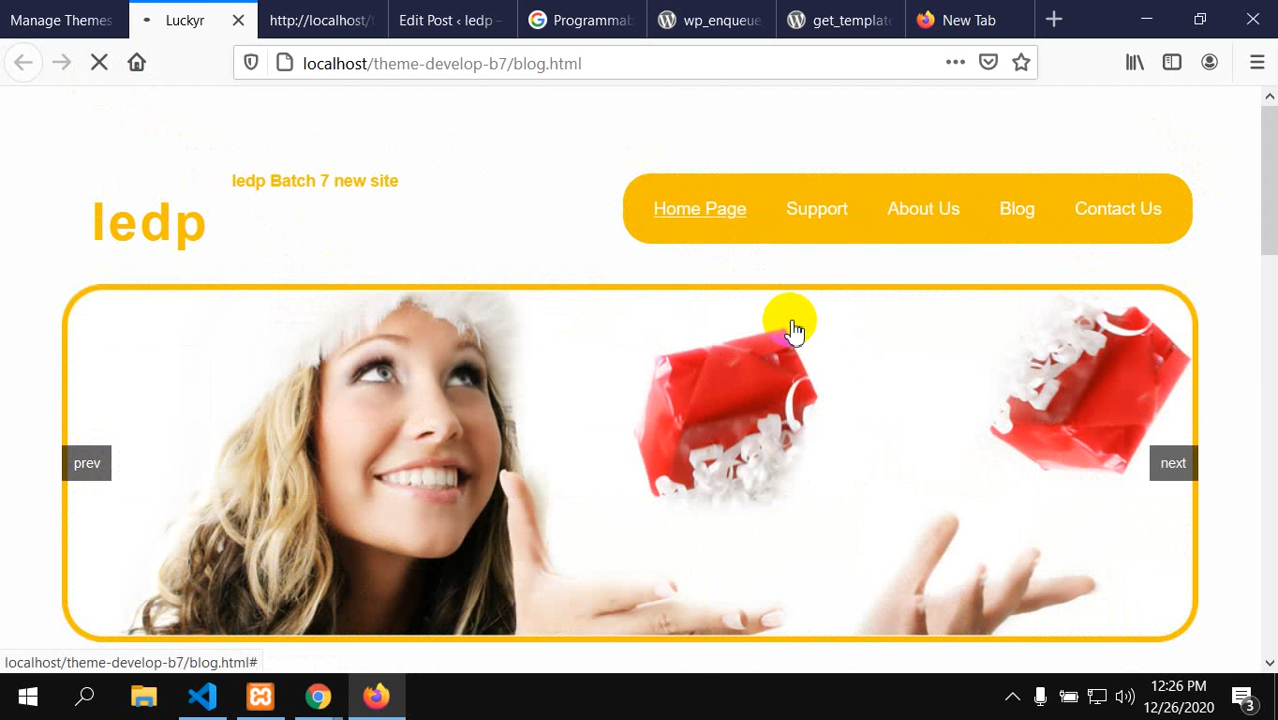 Manage Themes
Luckyr
http://localhost/
Edit Post ‹ ledp –
Programmab
wp_enqueue
get_templat
New Tab
localhost/theme-develop-b7/blog.html
ledp Batch 7 new site
ledp
Home Page Support About Us Blog Contact Us
prev
next
localhost/theme-develop-b7/blog.html#
12:26 PM
12/26/2020
3